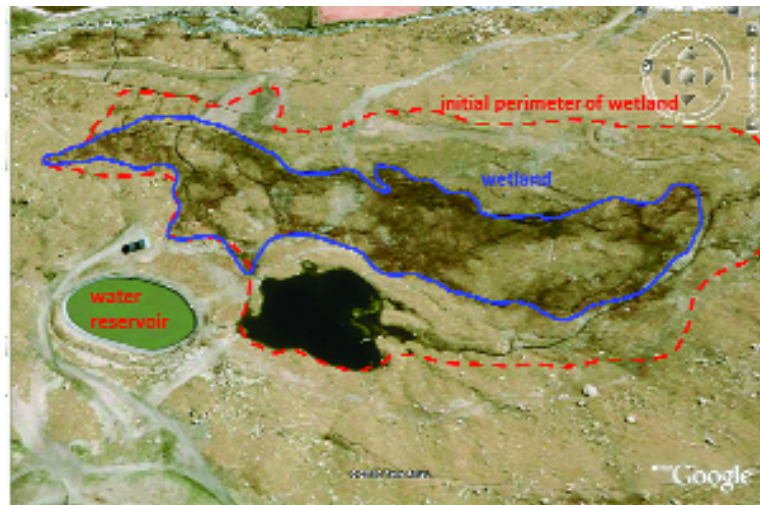 initial perimeter of wetland
wetland
water
reservoir
Google